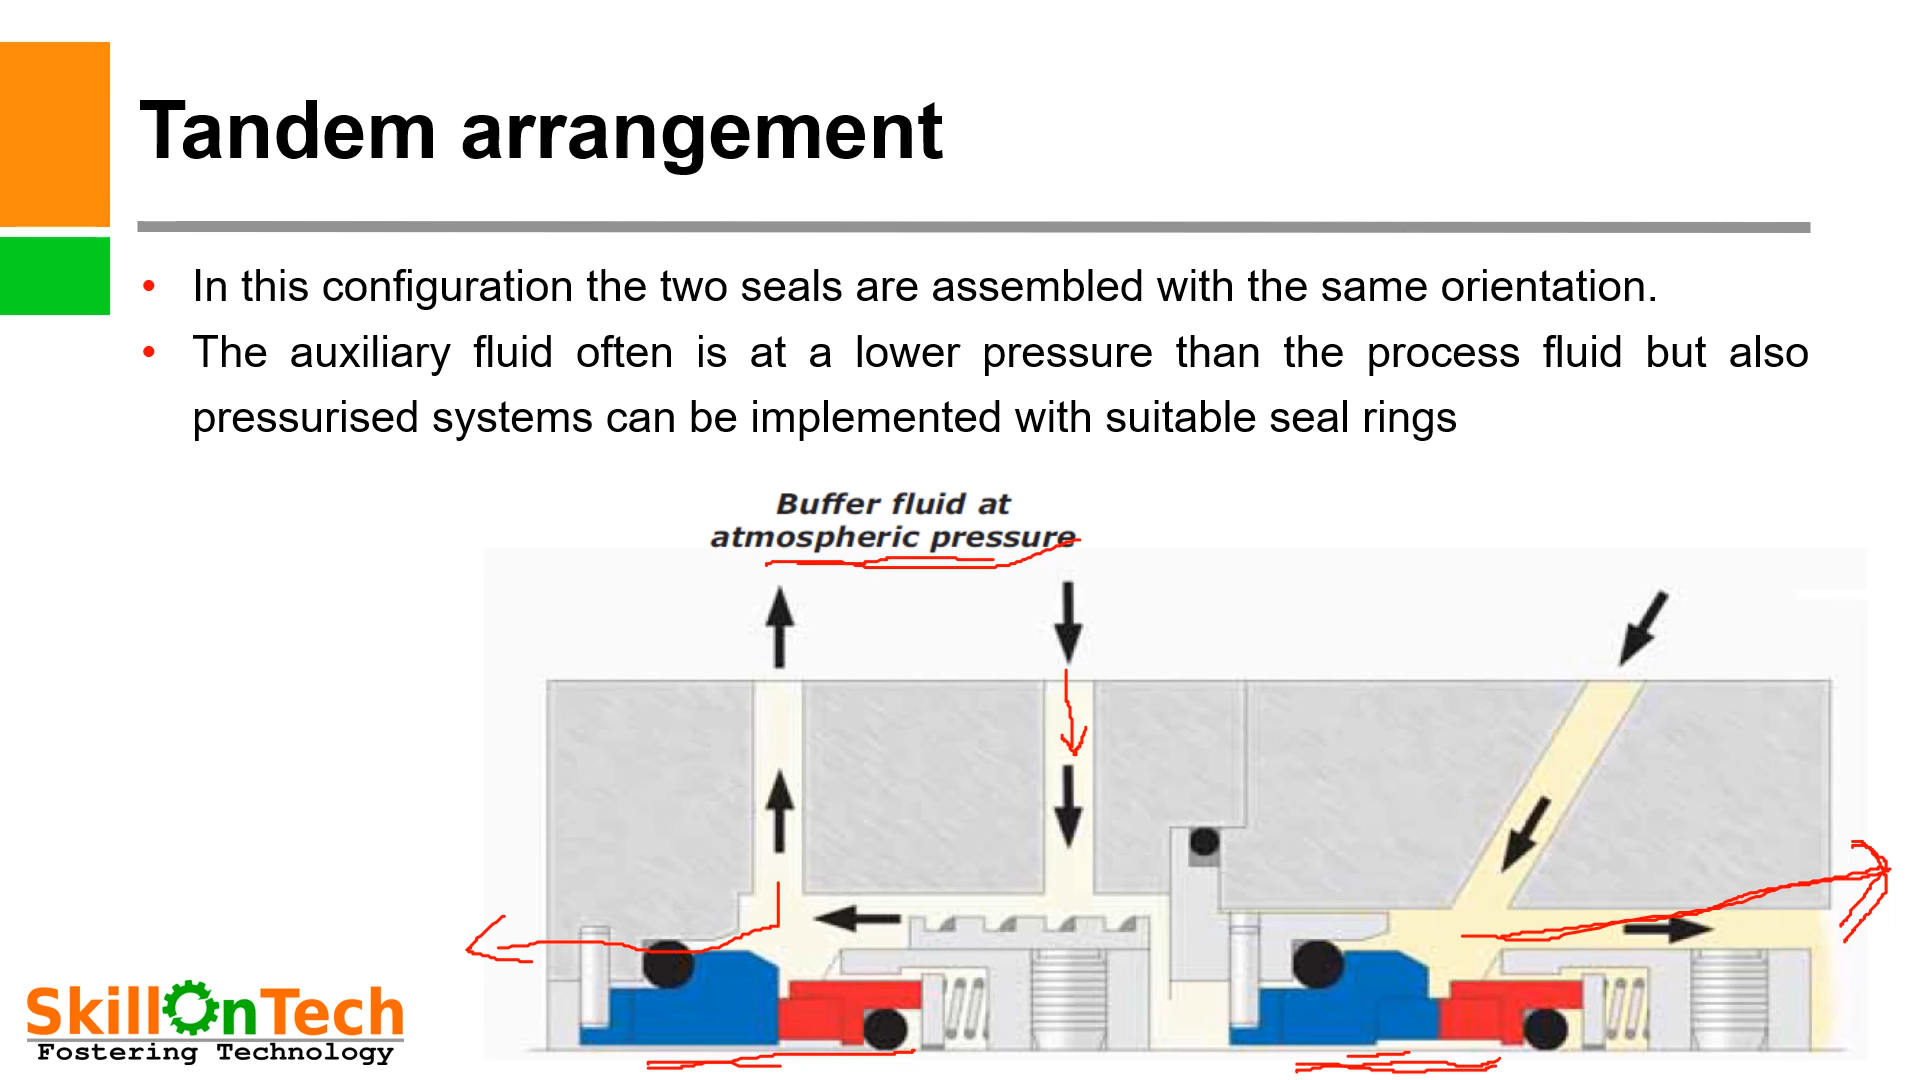 Tandem arrangement
• In this configuration the two seals are assembled with the same orientation.
• The auxiliary fluid often is at a lower pressure than the process fluid but also
pressurised systems can be implemented with suitable seal rings
Buffer fluid at
atmospheric pressure
SkillOnTech
Fostering Technology